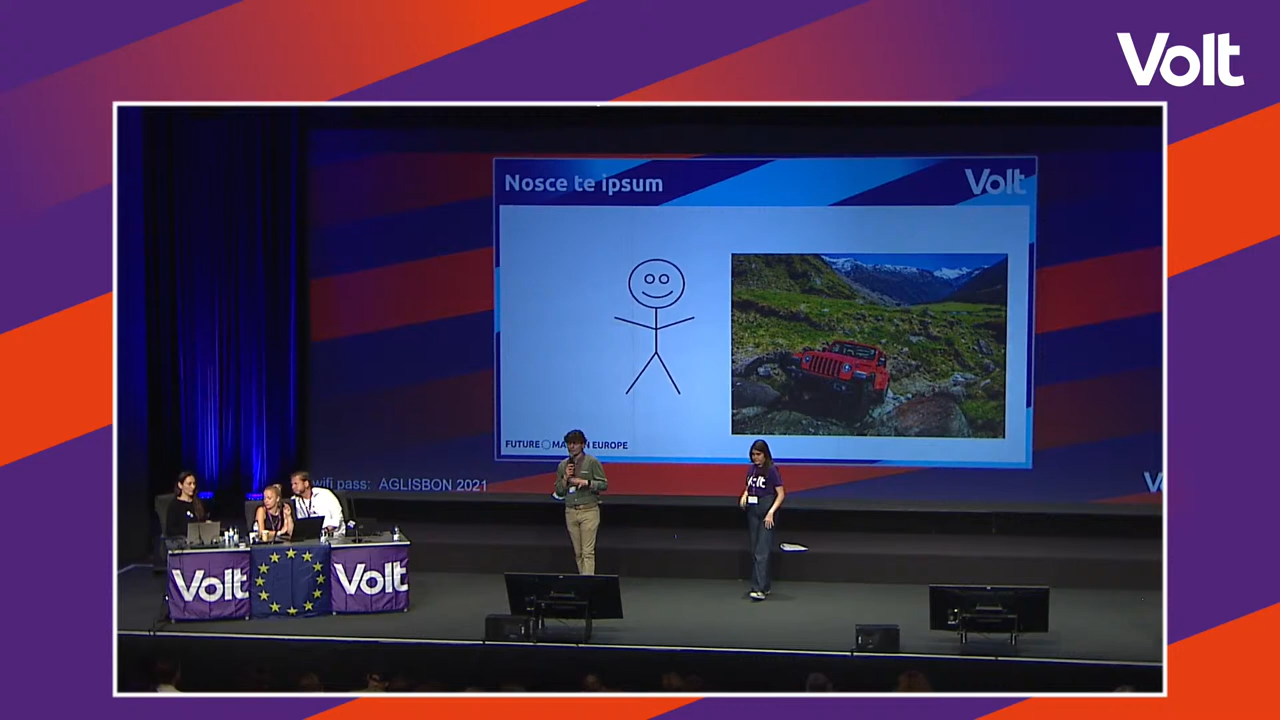 Volt
Nosce te ipsum
Volt
FUTURE MADE IN EUROPE
wifi pass: AGLISBON 2021
V
Volt
Volt
Volt